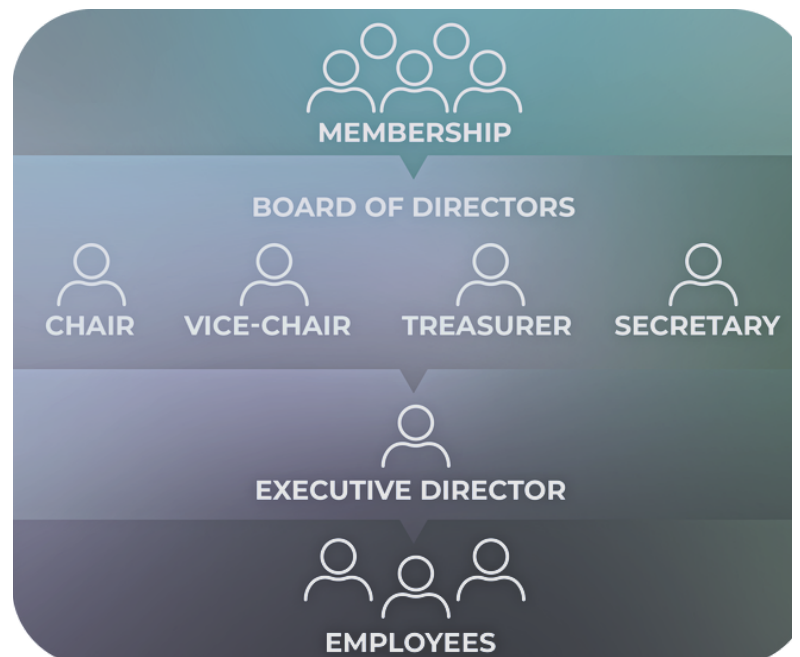 MEMBERSHIP
BOARD OF DIRECTORS
CHAIR VICE-CHAIR TREASURER SECRETARY
EXECUTIVE DIRECTOR
EMPLOYEES